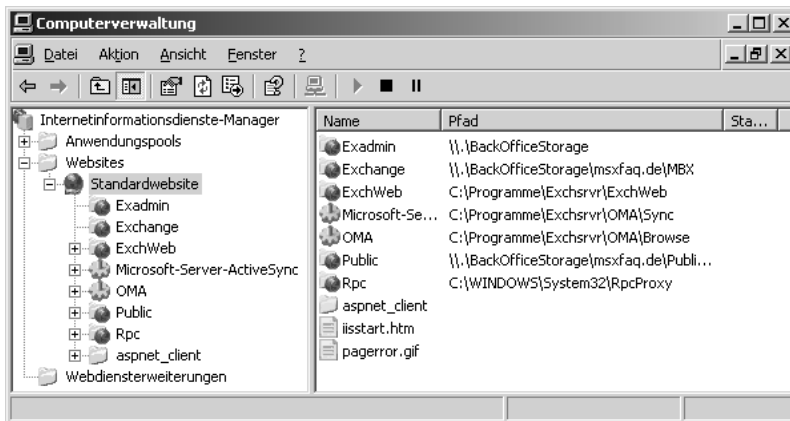 Computerverwaltung
Datei Aktion Ansicht Fenster ?
Internetinformationsdienste-Manager
Anwendungspools
Websites
Standardwebsite
Exadmin
Exchange
ExchWeb
Microsoft-Server-ActiveSync
OMA
Public
Rpc
aspnet_client
Webdiensterweiterungen
Name Pfad Sta...
Exadmin \\.\BackOfficeStorage
Exchange \\.\BackOfficeStorage\msxfaq.de\MBX
ExchWeb C:\Programme\Exchsrvr\ExchWeb
Microsoft-Se... C:\Programme\Exchsrvr\OMA\Sync
OMA C:\Programme\Exchsrvr\OMA\Browse
Public \\.\BackOfficeStorage\msxfaq.de\Publi...
Rpc C:\WINDOWS\System32\RpcProxy
aspnet_client
iisstart.htm
pagerror.gif